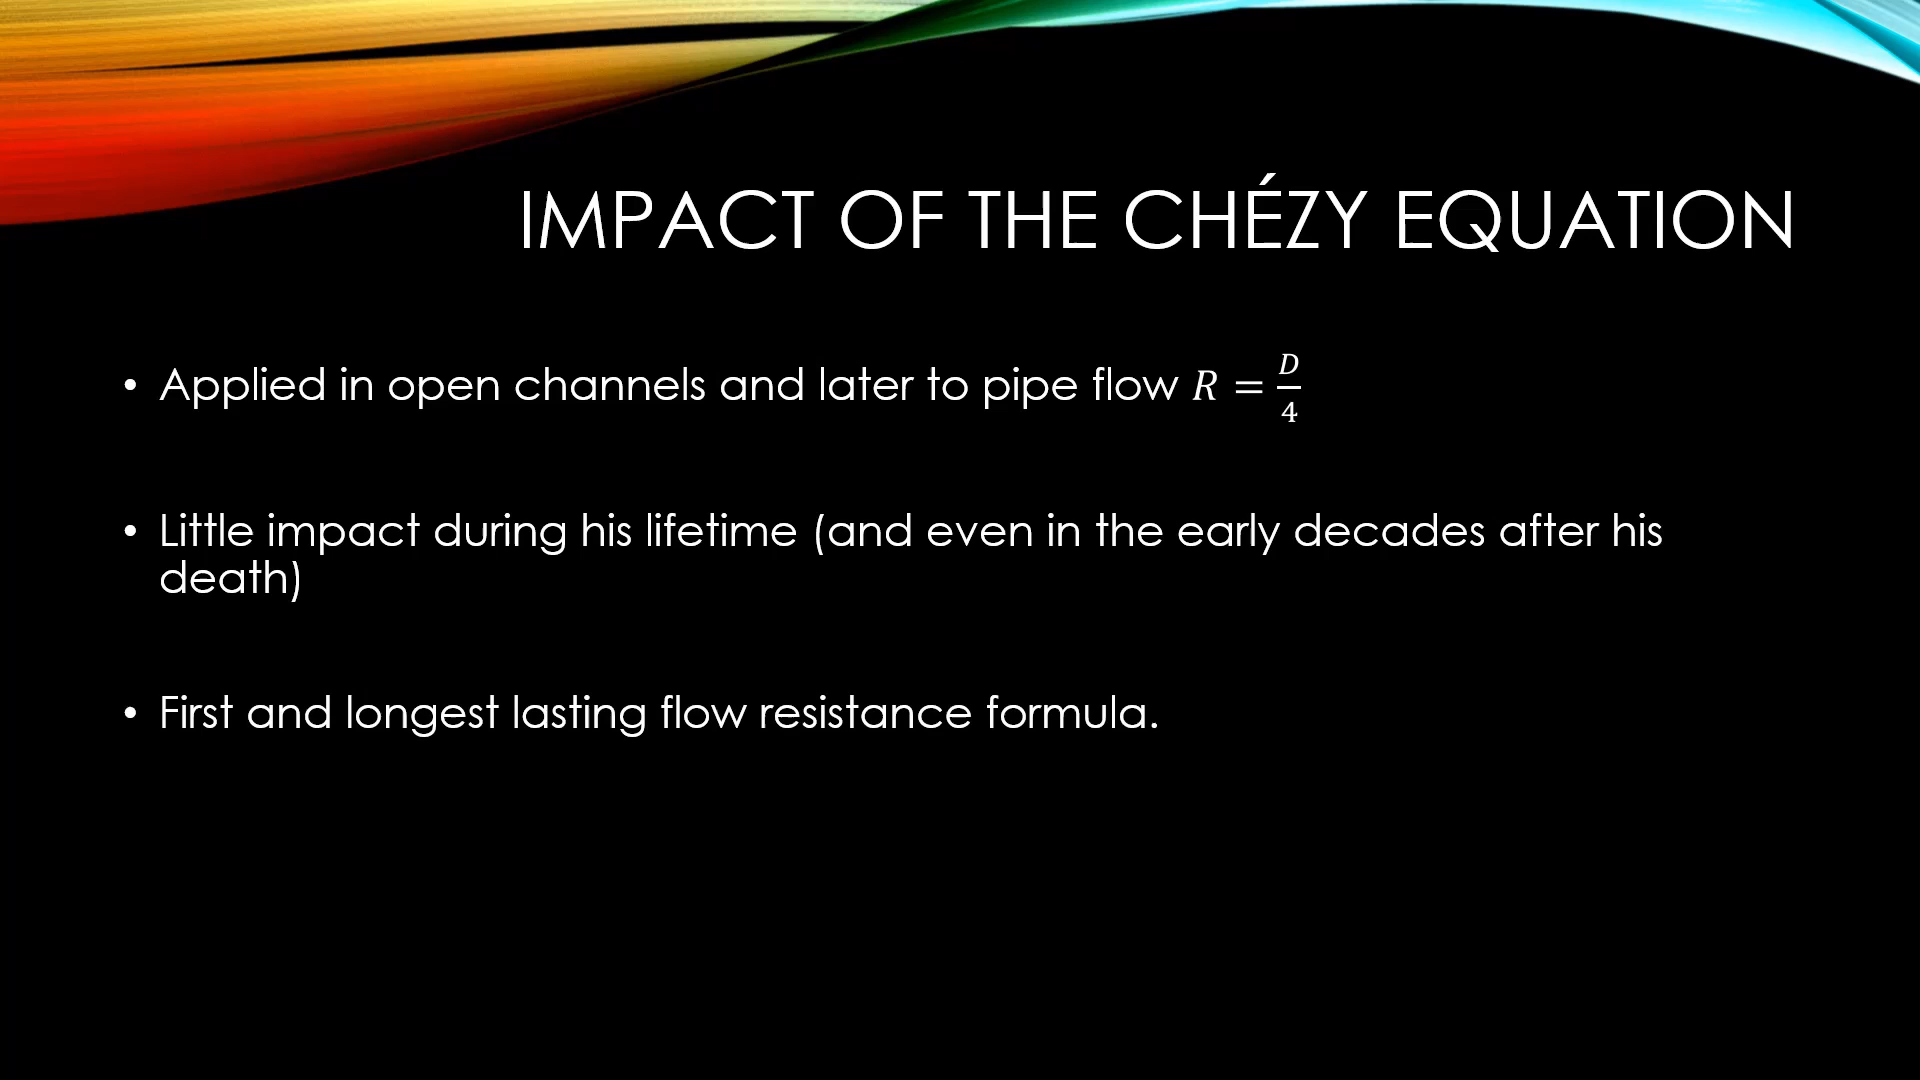 IMPACT OF THE CHÉZY EQUATION
• Applied in open channels and later to pipe flow R = D/4
• Little impact during his lifetime (and even in the early decades after his
death)
• First and longest lasting flow resistance formula.